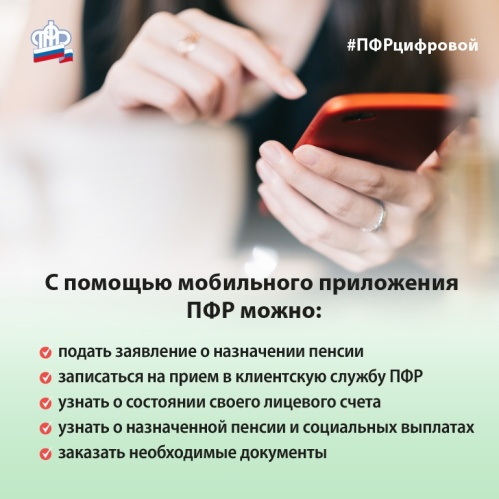 #ПФРцифровой
С помощью мобильного приложения
ПФР можно:
подать заявление о назначении пенсии
записаться на прием в клиентскую службу ПФР
узнать о состоянии своего лицевого счета
узнать о назначенной пенсии и социальных выплатах
заказать необходимые документы